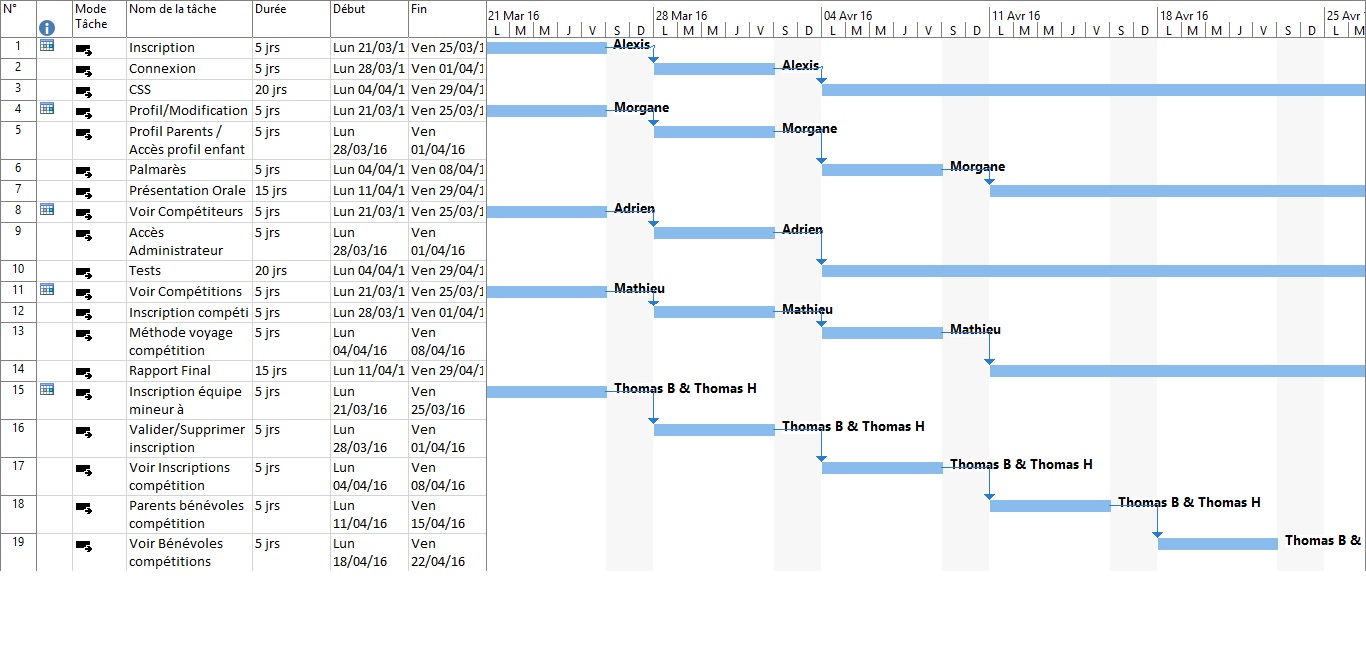 N° Mode Tâche Nom de la tâche Durée Début Fin
21 Mar 16 28 Mar 16 04 Avr 16 11 Avr 16 18 Avr 16 25 Avr
L M M J V S D L M M J V S D L M M J V S D L M M J V S D L M M J V S D L M
1 Inscription 5 jrs Lun 21/03/1 Ven 25/03/1 Alexis
2 Connexion 5 jrs Lun 28/03/1 Ven 01/04/1 Alexis
3 CSS 20 jrs Lun 04/04/1 Ven 29/04/1
4 Profil/Modification 5 jrs Lun 21/03/1 Ven 25/03/1 Morgane
5 Profil Parents / 5 jrs Lun Ven Morgane
Accès profil enfant 28/03/16 01/04/16
6 Palmarès 5 jrs Lun 04/04/1 Ven 08/04/1 Morgane
7 Présentation Orale 15 jrs Lun 11/04/1 Ven 29/04/1
8 Voir Compétiteurs 5 jrs Lun 21/03/1 Ven 25/03/1 Adrien
9 Accès 5 jrs Lun Ven Adrien
Administrateur 28/03/16 01/04/16
10 Tests 20 jrs Lun 04/04/1 Ven 29/04/1
11 Voir Compétitions 5 jrs Lun 21/03/1 Ven 25/03/1 Mathieu
12 Inscription compéti 5 jrs Lun 28/03/1 Ven 01/04/1 Mathieu
13 Méthode voyage 5 jrs Lun Ven Mathieu
compétition 04/04/16 08/04/16
14 Rapport Final 15 jrs Lun 11/04/1 Ven 29/04/1
15 Inscription équipe 5 jrs Lun Ven Thomas B & Thomas H
mineur à 21/03/16 25/03/16
16 Valider/Supprimer 5 jrs Lun Ven Thomas B & Thomas H
inscription 28/03/16 01/04/16
17 Voir Inscriptions 5 jrs Lun Ven Thomas B & Thomas H
compétition 04/04/16 08/04/16
18 Parents bénévoles 5 jrs Lun Ven Thomas B & Thomas H
compétition 11/04/16 15/04/16
19 Voir Bénévoles 5 jrs Lun Ven Thomas B &
compétitions 18/04/16 22/04/16